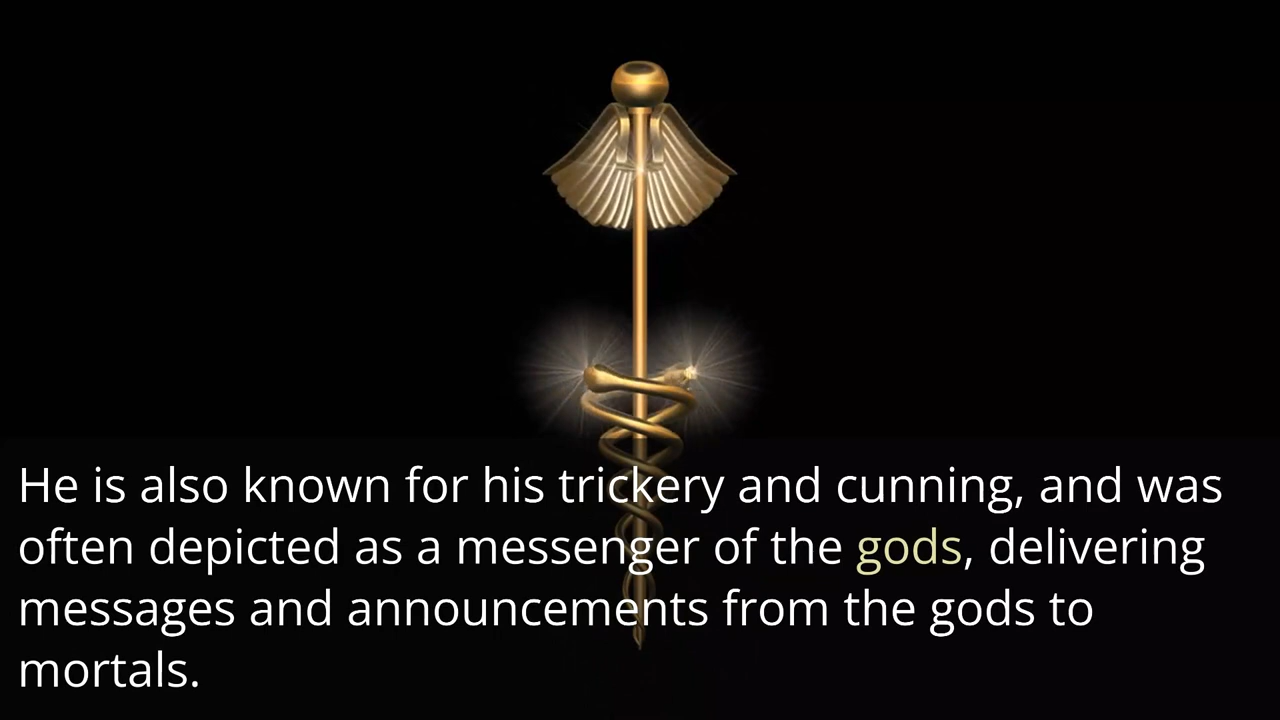 He is also known for his trickery and cunning, and was
often depicted as a messenger of the gods, delivering
messages and announcements from the gods to
mortals.